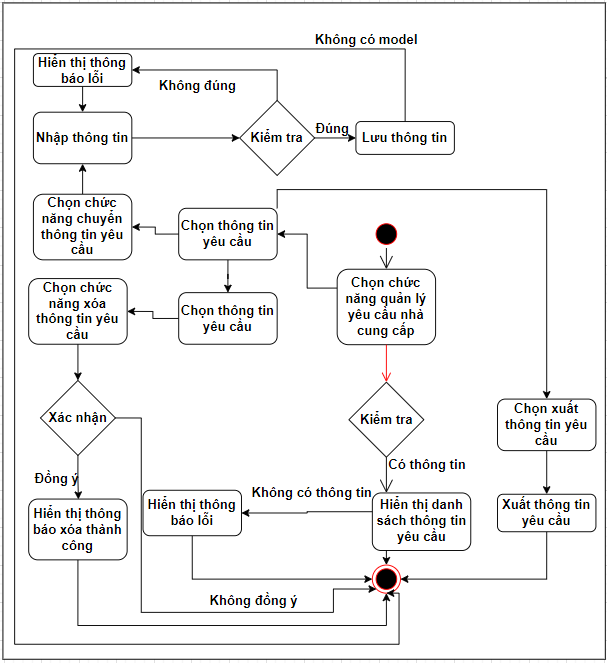 Không có model
Hiển thị thông
báo lỗi
Không đúng
Nhập thông tin
Kiểm tra
Đúng
Lưu thông tin
Chọn chức
năng chuyển
thông tin yêu
cầu
Chọn thông tin
yêu cầu
Chọn chức
năng quản lý
yêu cầu nhà
cung cấp
Chọn chức
năng xóa
thông tin yêu
cầu
Chọn thông tin
yêu cầu
Xác nhận
Kiểm tra
Chọn xuất
thông tin yêu
cầu
Có thông tin
Đồng ý
Không có thông tin
Hiển thị thông
báo xóa thành
công
Hiển thị thông
báo lỗi
Hiển thị danh
sách thông tin
yêu cầu
Xuất thông tin
yêu cầu
Không đồng ý